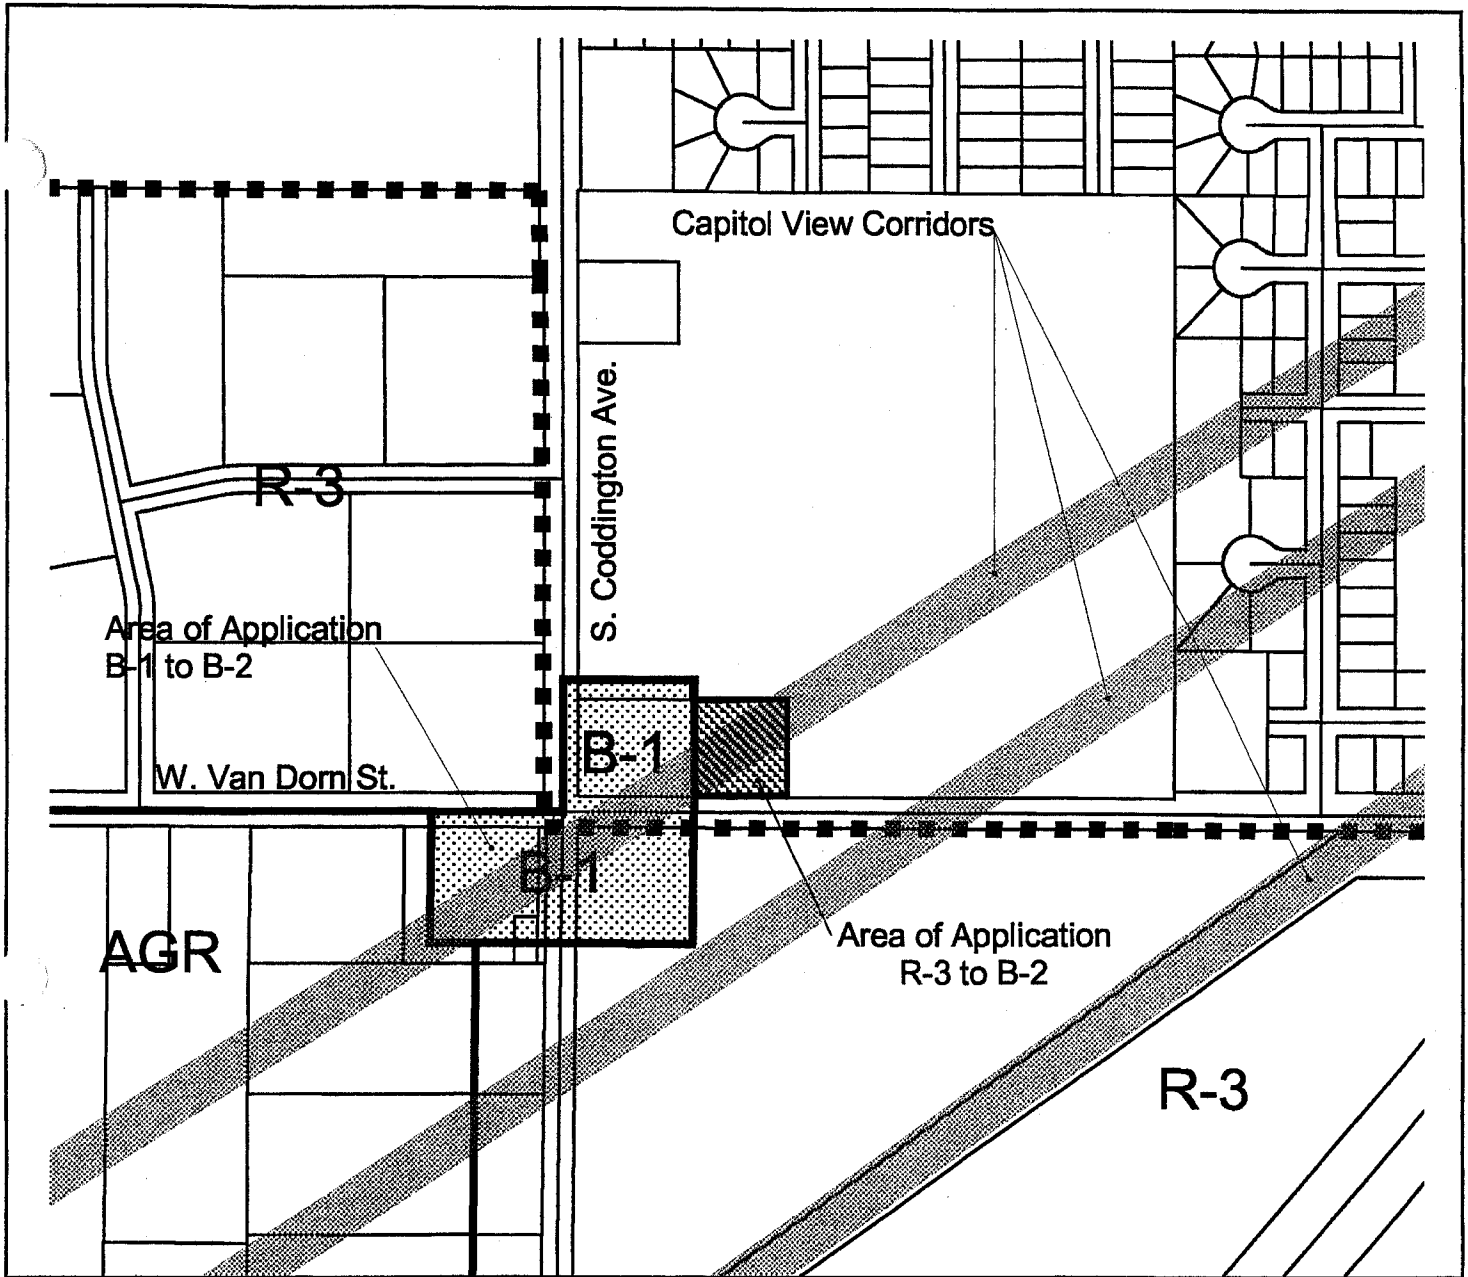 Capitol View Corridors
S. Coddington Ave.
R-3
Area of Application
B-1 to B-2
B-1
W. Van Dorn St.
B-1
AGR
Area of Application
R-3 to B-2
R-3